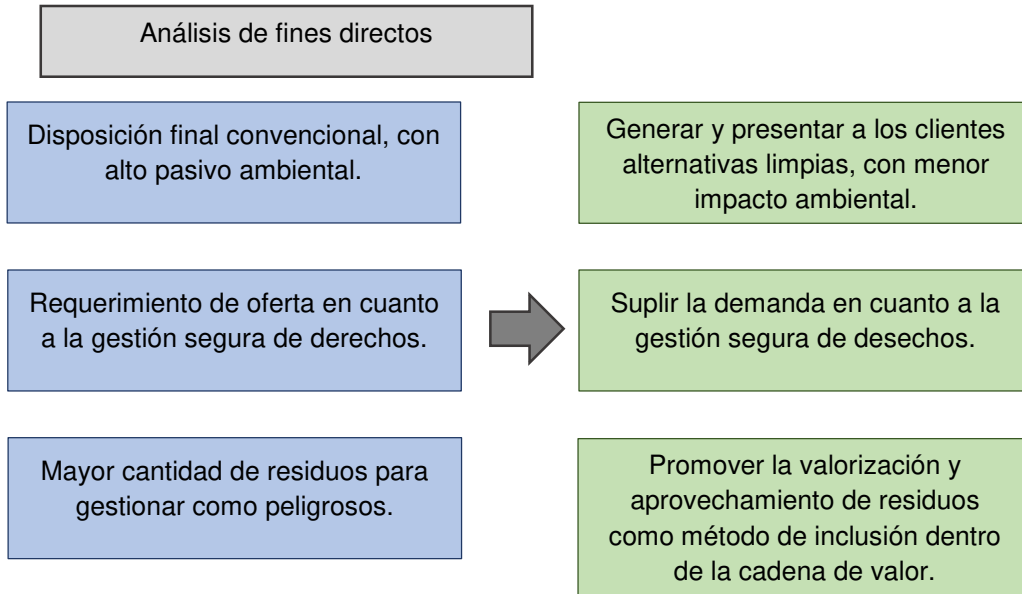 Análisis de fines directos
Disposición final convencional, con
alto pasivo ambiental.
Generar y presentar a los clientes
alternativas limpias, con menor
impacto ambiental.
Requerimiento de oferta en cuanto
a la gestión segura de derechos.
Suplir la demanda en cuanto a la
gestión segura de desechos.
Mayor cantidad de residuos para
gestionar como peligrosos.
Promover la valorización y
aprovechamiento de residuos
como método de inclusión dentro
de la cadena de valor.